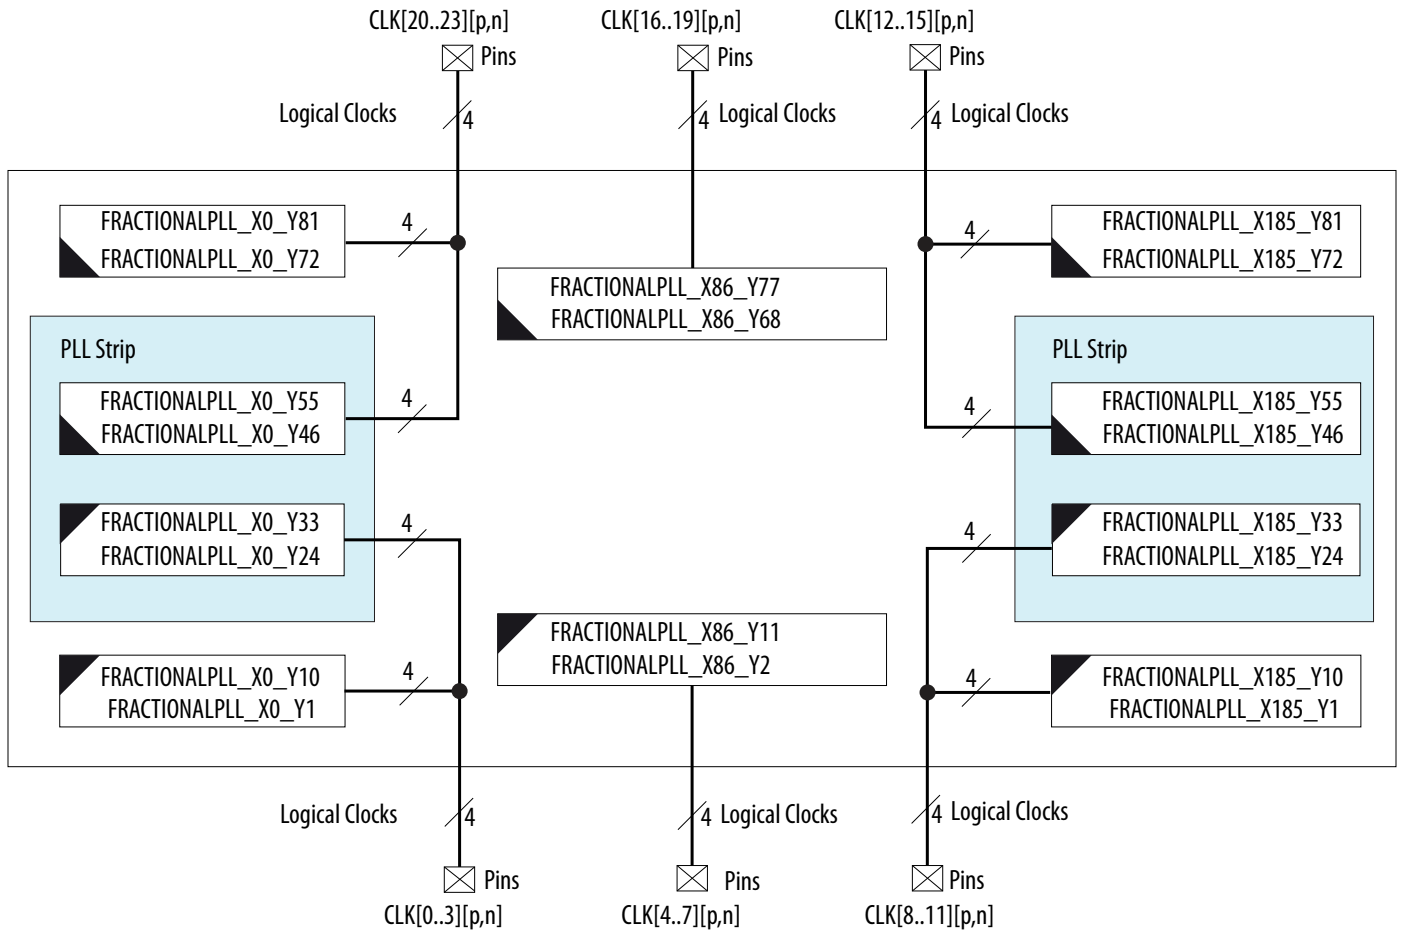 CLK[20..23][p,n]
CLK[16..19][p,n]
CLK[12..15][p,n]
Pins
Pins
Pins
Logical Clocks
4
4
Logical Clocks
4
Logical Clocks
FRACTIONALPLL_X0_Y81
FRACTIONALPLL_X0_Y72
4
4
FRACTIONALPLL_X185_Y81
FRACTIONALPLL_X185_Y72
FRACTIONALPLL_X86_Y77
FRACTIONALPLL_X86_Y68
PLL Strip
PLL Strip
FRACTIONALPLL_X0_Y55
FRACTIONALPLL_X0_Y46
4
4
FRACTIONALPLL_X185_Y55
FRACTIONALPLL_X185_Y46
FRACTIONALPLL_X0_Y33
FRACTIONALPLL_X0_Y24
4
4
FRACTIONALPLL_X185_Y33
FRACTIONALPLL_X185_Y24
FRACTIONALPLL_X86_Y11
FRACTIONALPLL_X86_Y2
FRACTIONALPLL_X0_Y10
FRACTIONALPLL_X0_Y1
4
4
FRACTIONALPLL_X185_Y10
FRACTIONALPLL_X185_Y1
Logical Clocks
4
4
Logical Clocks
4
Logical Clocks
Pins
Pins
Pins
CLK[0..3][p,n]
CLK[4..7][p,n]
CLK[8..11][p,n]